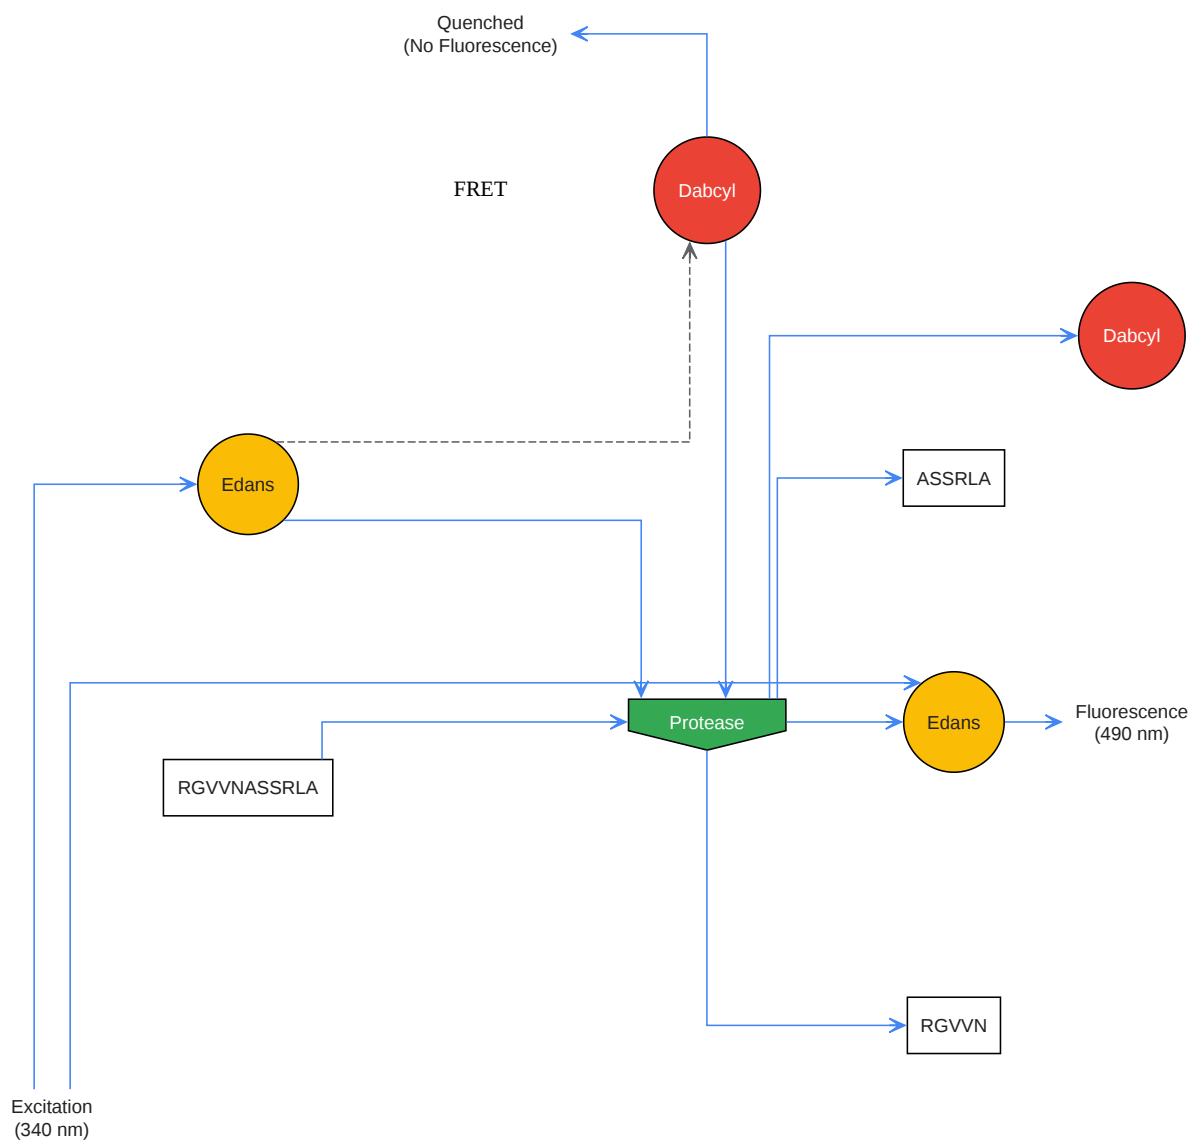 Quenched
(No Fluorescence)
FRET
Dabcyl
Dabcyl
ASSRLA
Edans
Protease
Edans
Fluorescence
(490 nm)
RGVVNASSRLA
RGVVN
Excitation
(340 nm)